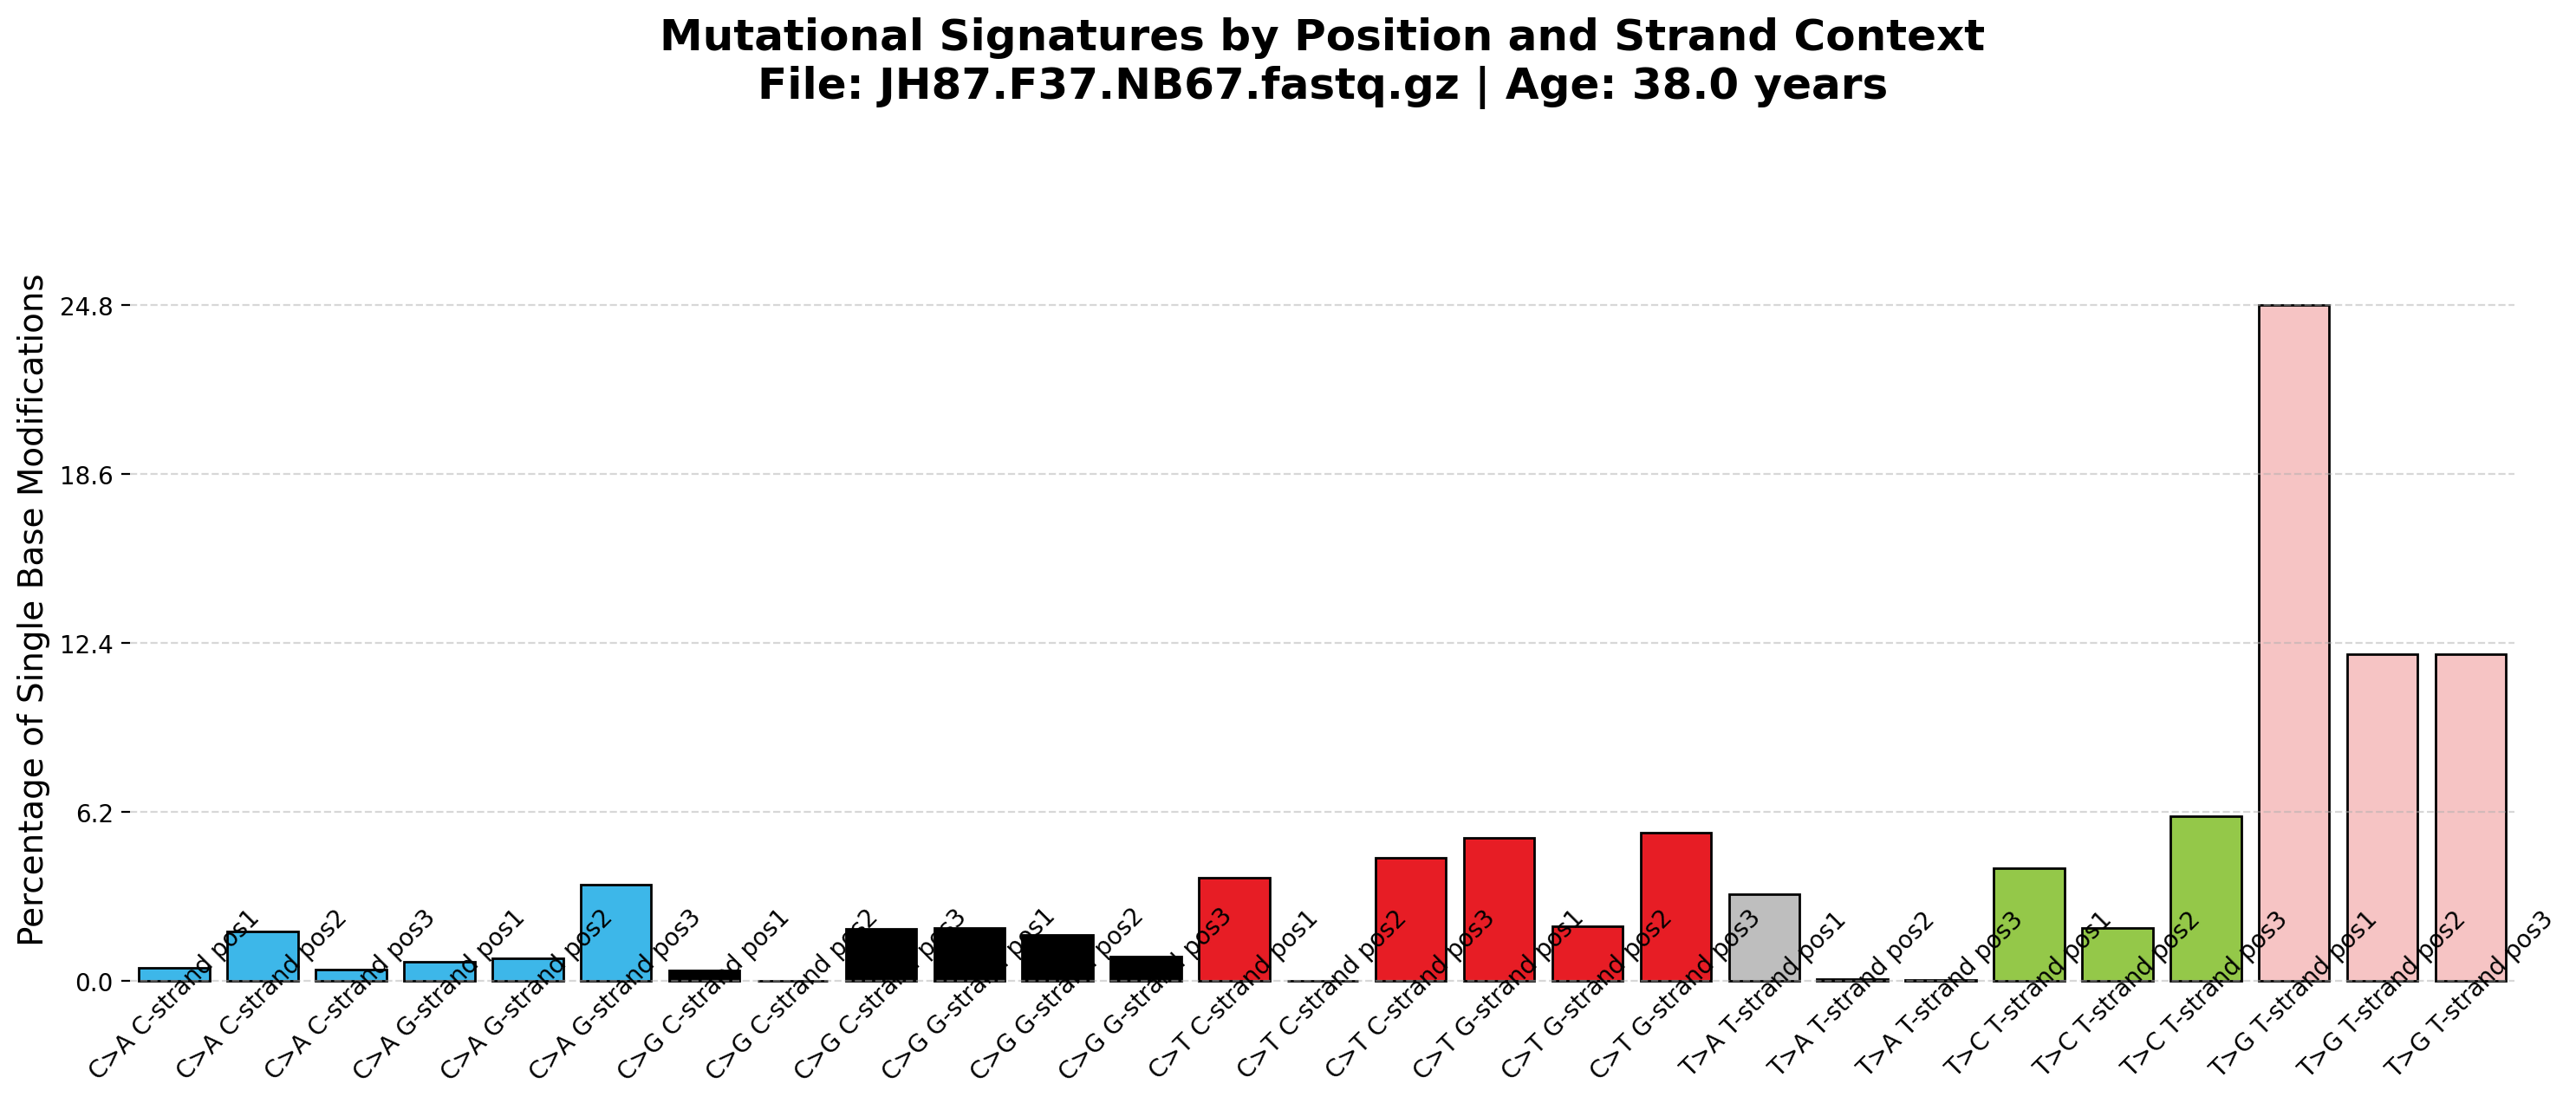 Mutational Signatures by Position and Strand Context
File: JH87.F37.NB67.fastq.gz | Age: 38.0 years
Percentage of Single Base Modifications
24.8
18.6
12.4
6.2
0.0
C>A C-strand pos1
C>A C-strand pos2
C>A C-strand pos3
C>A G-strand pos1
C>A G-strand pos2
C>A G-strand pos3
C>G C-strand pos1
C>G C-strand pos2
C>G C-strand pos3
C>G G-strand pos1
C>G G-strand pos2
C>G G-strand pos3
C>T C-strand pos1
C>T C-strand pos2
C>T C-strand pos3
C>T G-strand pos1
C>T G-strand pos2
C>T G-strand pos3
T>A T-strand pos1
T>A T-strand pos2
T>A T-strand pos3
T>C T-strand pos1
T>C T-strand pos2
T>C T-strand pos3
T>G T-strand pos1
T>G T-strand pos2
T>G T-strand pos3